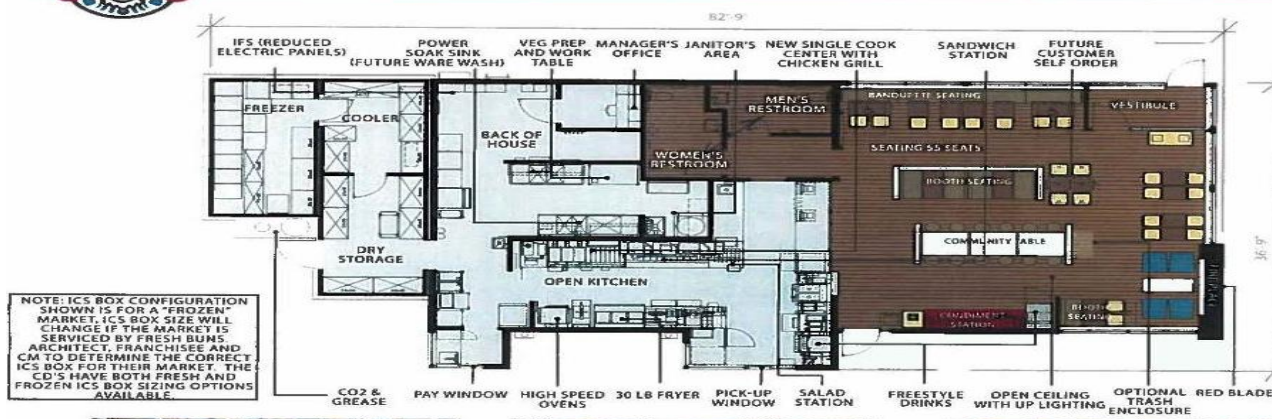 82'-9"
IFS (REDUCED
ELECTRIC PANELS)
POWER
SOAK SINK
(FUTURE WARE WASH)
VEG PREP
AND WORK
TABLE
MANAGER'S
OFFICE
JANITOR'S
AREA
NEW SINGLE COOK
CENTER WITH
CHICKEN GRILL
SANDWICH
STATION
FUTURE
CUSTOMER
SELF ORDER
FREEZER
COOLER
BACK OF
HOUSE
MEN'S
RESTROOM
WOMEN'S
RESTROOM
BANQUETTE SEATING
VESTIBULE
SEATING 55 SEATS
BOOTH SEATING
COMMUNITY TABLE
36'-9"
DRY
STORAGE
OPEN KITCHEN
CONDIMENT
STATION
BOOTH
SEATING
NOTE: ICS BOX CONFIGURATION
SHOWN IS FOR A "FROZEN"
MARKET. ICS BOX SIZE WILL
CHANGE IF THE MARKET IS
SERVICED BY FRESH BUNS.
ARCHITECT, FRANCHISEE AND
CM TO DETERMINE THE CORRECT
ICS BOX FOR THEIR MARKET. THE
CD'S HAVE BOTH FRESH AND
FROZEN ICS BOX SIZING OPTIONS
AVAILABLE.
CO2 &
GREASE
PAY WINDOW
HIGH SPEED
OVENS
30 LB FRYER
PICK-UP
WINDOW
SALAD
STATION
FREESTYLE
DRINKS
OPEN CEILING
WITH UP LIGHTING
OPTIONAL
TRASH
ENCLOSURE
RED BLADE